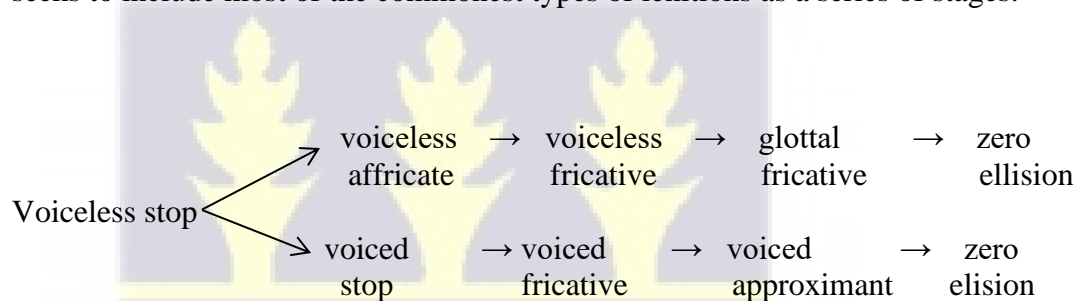 seeks to include most of the commonest types of lenitions as a series of stages.
voiceless → voiceless → glottal → zero
affricate fricative fricative ellision
Voiceless stop
voiced → voiced → voiced → zero
stop fricative approximant elision